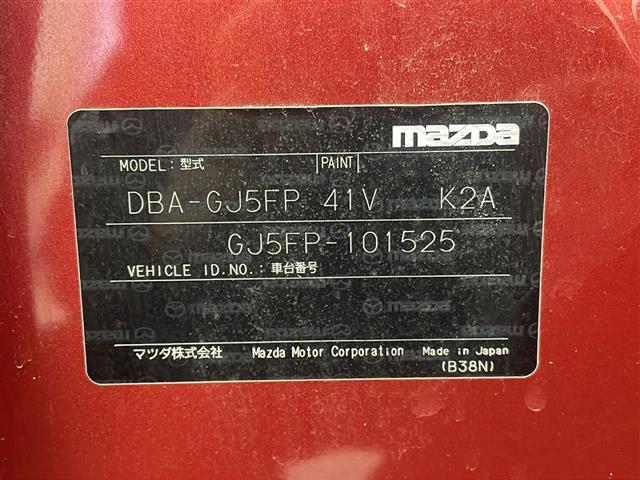 mazda
MODEL: 型式 PAINT
DBA-GJ5FP 41V K2A
GJ5FP-101525
VEHICLE ID.NO.: 車台番号
マツダ株式会社 Mazda Motor Corporation Made in Japan
(B38N)